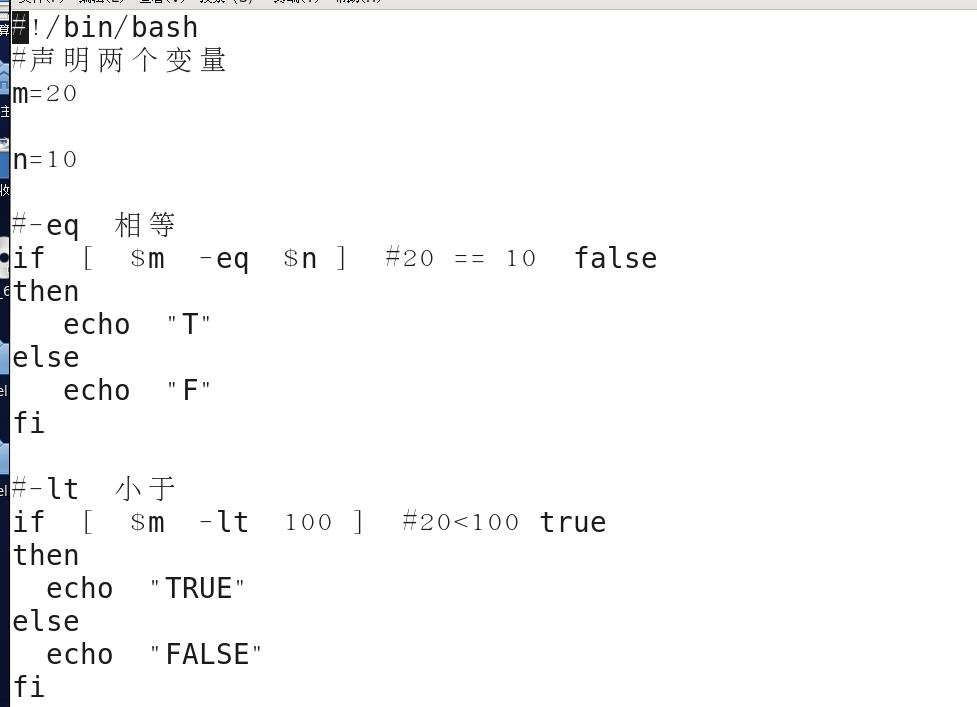 #!/bin/bash
#声明两个变量
m=20
n=10
#-eq  相等
if  [  $m  -eq  $n ]  #20 == 10  false
then
   echo  "T"
else
   echo  "F"
fi
#-lt  小于
if  [  $m  -lt  100 ]  #20<100 true
then
  echo  "TRUE"
else
  echo  "FALSE"
fi